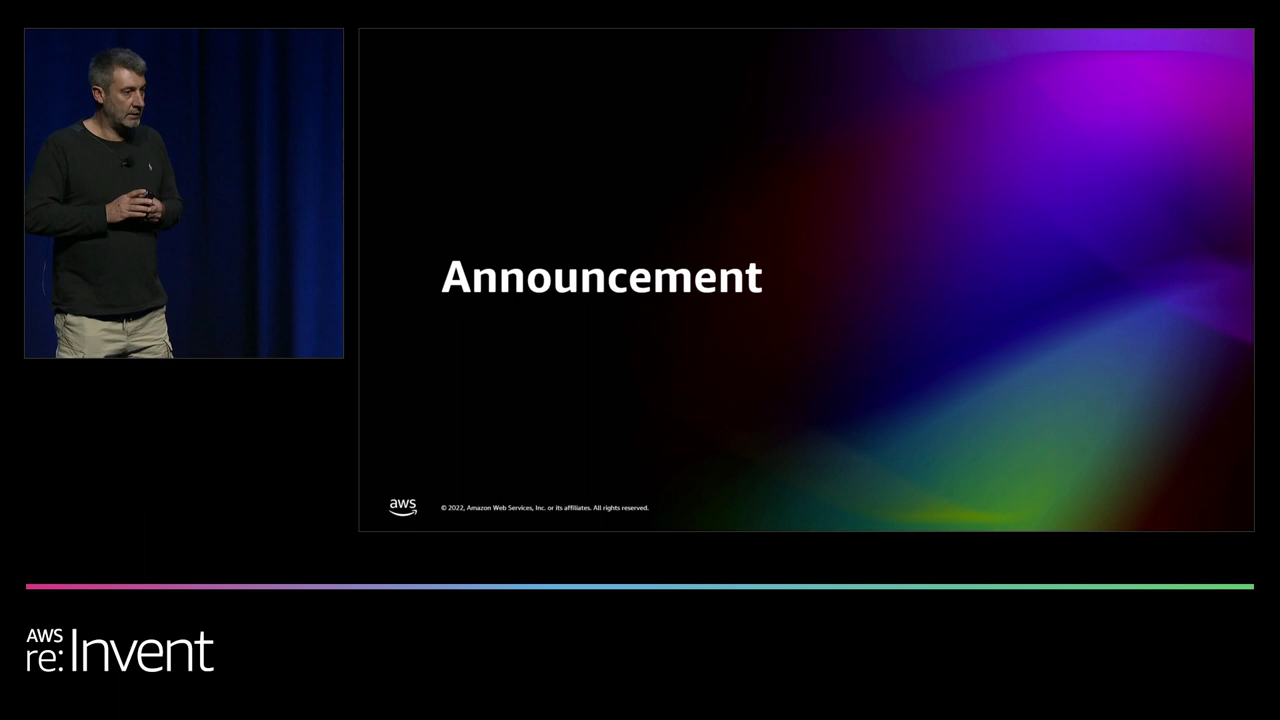 Announcement
aws
© 2022, Amazon Web Services, Inc. or its affiliates. All rights reserved.
AWS
re:Invent